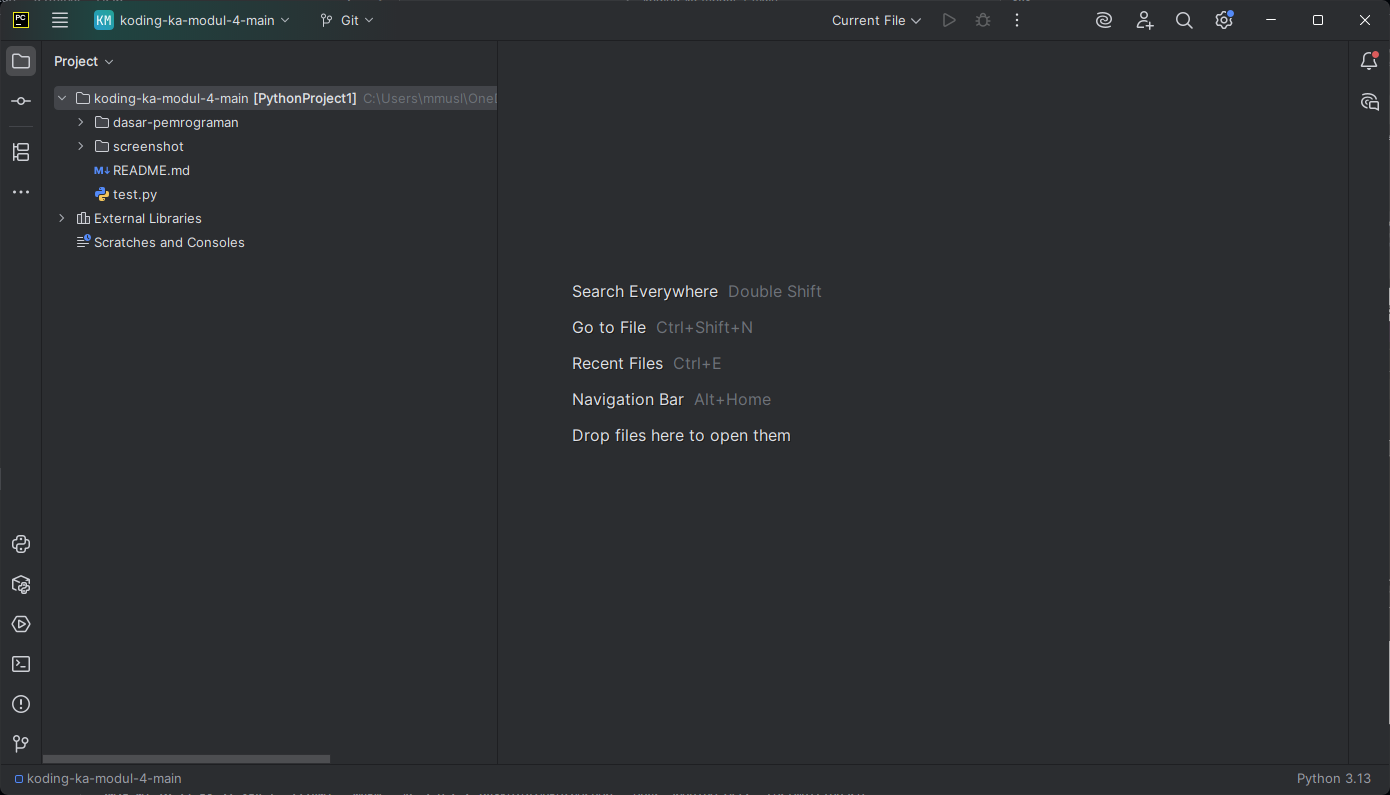 PC KM koding-ka-modul-4-main Git Current File
Project
koding-ka-modul-4-main [PythonProject1] C:\Users\mmusl\One
dasar-pemrograman
screenshot
M↓ README.md
test.py
External Libraries
Scratches and Consoles
Search Everywhere Double Shift
Go to File Ctrl+Shift+N
Recent Files Ctrl+E
Navigation Bar Alt+Home
Drop files here to open them
koding-ka-modul-4-main Python 3.13